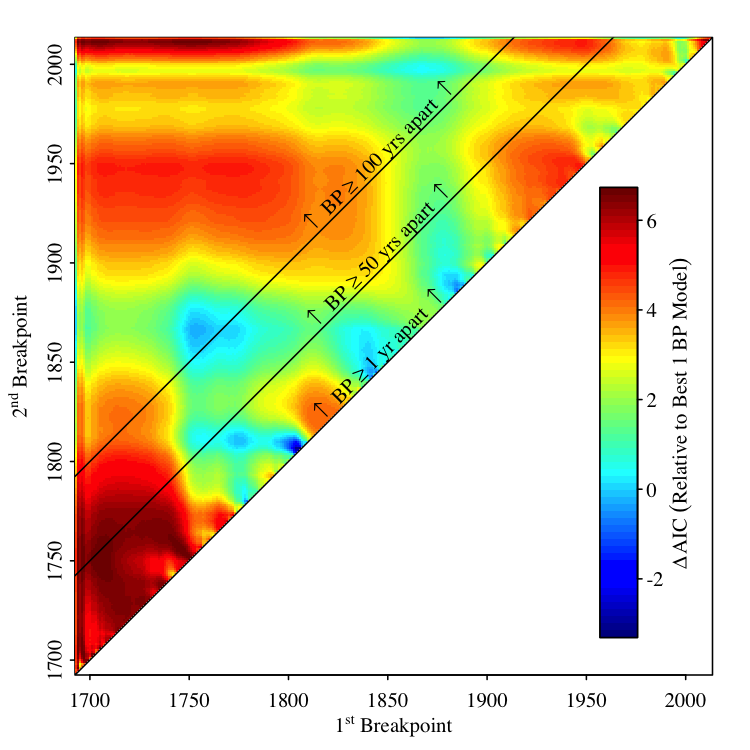 2000
1950
1900
1850
1800
1750
1700
2nd Breakpoint
BP ≥ 100 yrs apart
BP ≥ 50 yrs apart
BP ≥ 1 yr apart
6
4
2
0
-2
Δ AIC (Relative to Best 1 BP Model)
1700 1750 1800 1850 1900 1950 2000
1st Breakpoint